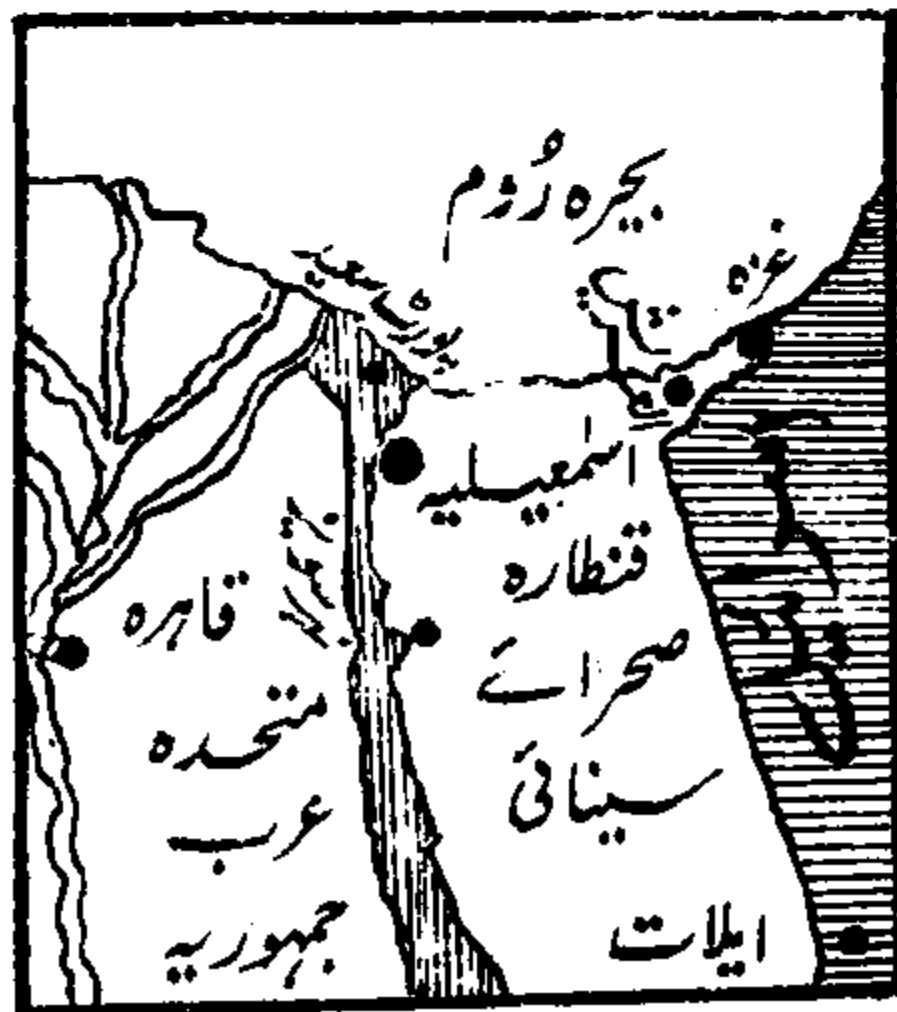 بحیرہ رُوم
غزہ
پورٹ سعید
اسمٰعیلیہ
قنطارہ
قاہرہ
صحرائے
سینائی
متحدہ
عرب
جمہوریہ
ایلات